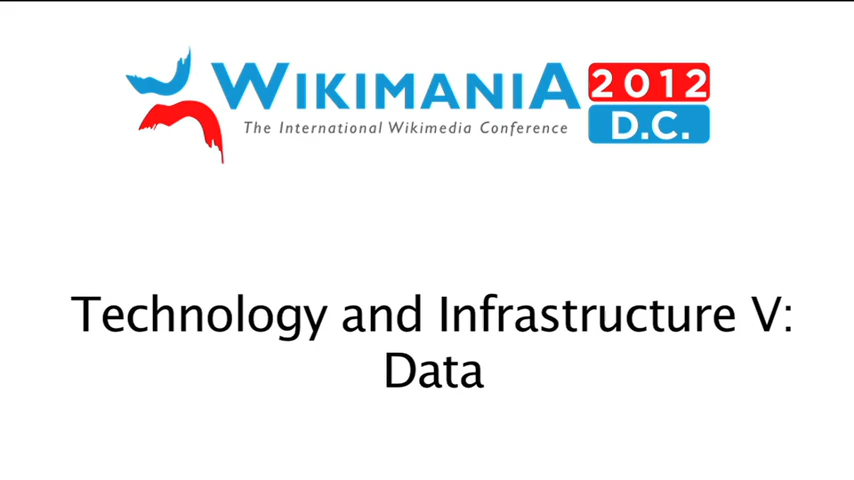 WIKIMANIA 2012
The International Wikimedia Conference D.C.
Technology and Infrastructure V:
Data